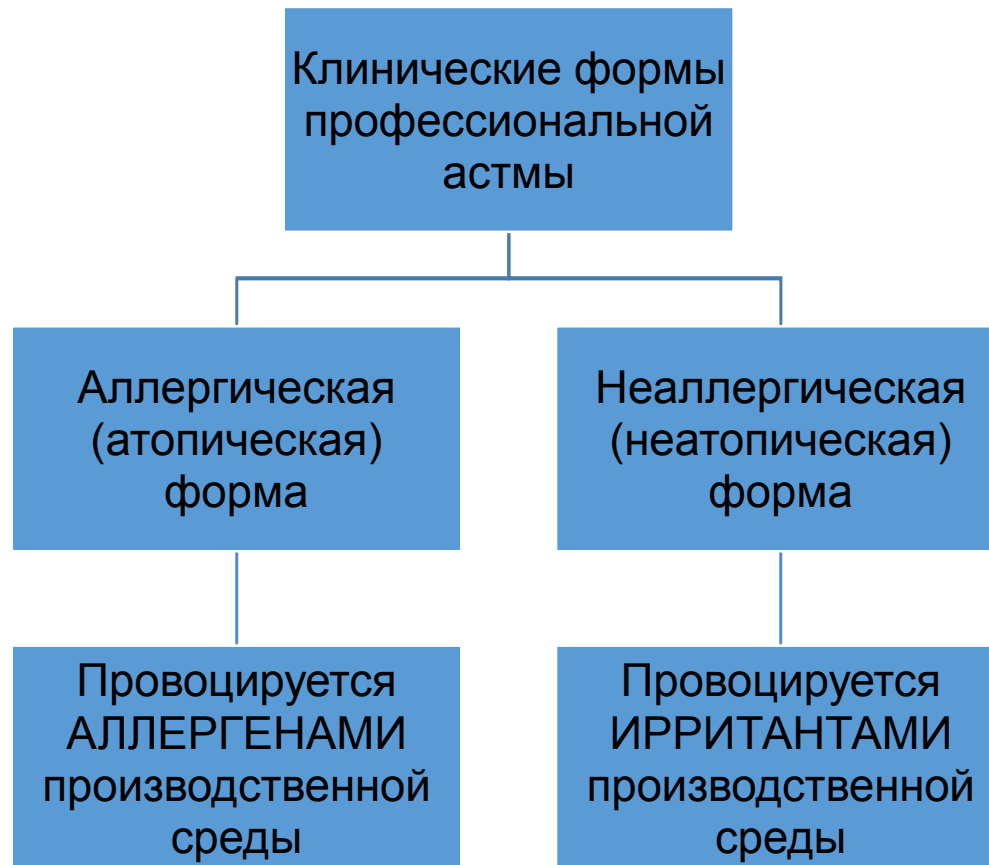 Клинические формы
профессиональной
астмы
Аллергическая
(атопическая)
форма
Неаллергическая
(неатопическая)
форма
Провоцируется
АЛЛЕРГЕНАМИ
производственной
среды
Провоцируется
ИРРИТАНТАМИ
производственной
среды